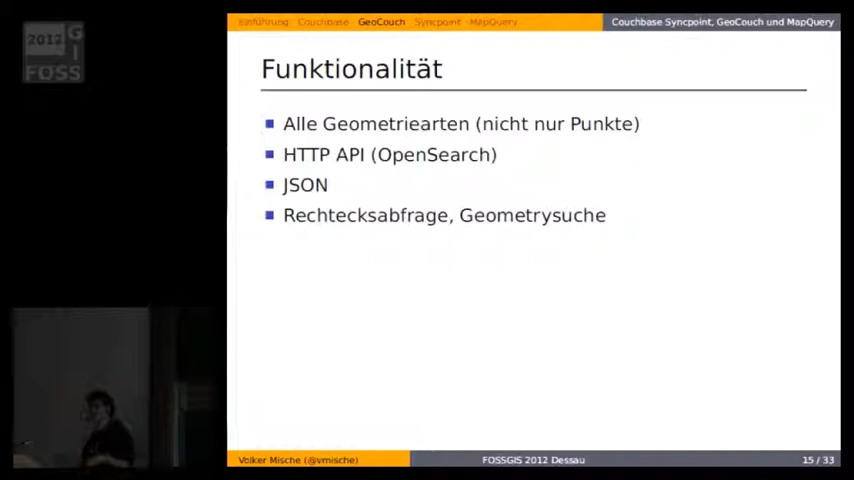 2012
GI
FOSS
Einführung Couchbase GeoCouch Syncpoint MapQuery
Couchbase Syncpoint, GeoCouch und MapQuery
Funktionalität
Alle Geometriearten (nicht nur Punkte)
HTTP API (OpenSearch)
JSON
Rechtecksabfrage, Geometrysuche
Volker Mische (@vmische)
FOSSGIS 2012 Dessau
15 / 33